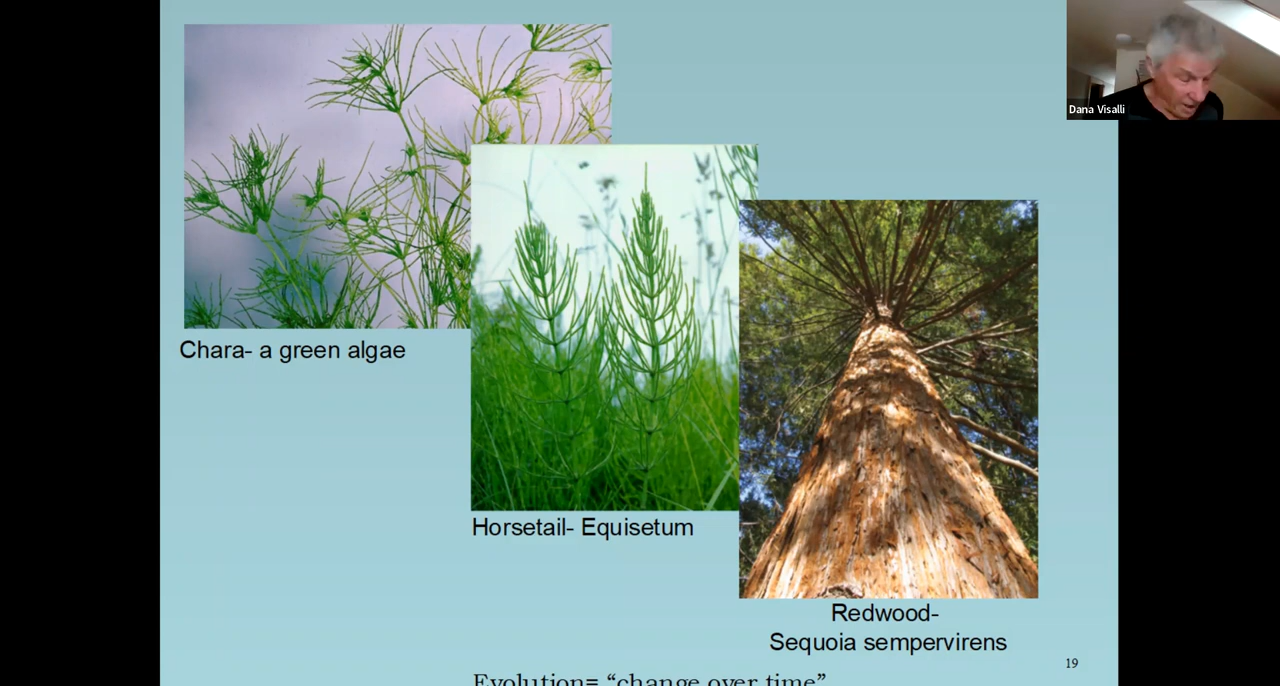 Dana Visalli
Chara- a green algae
Horsetail- Equisetum
Redwood-
Sequoia sempervirens
19
Evolution= “change over time”